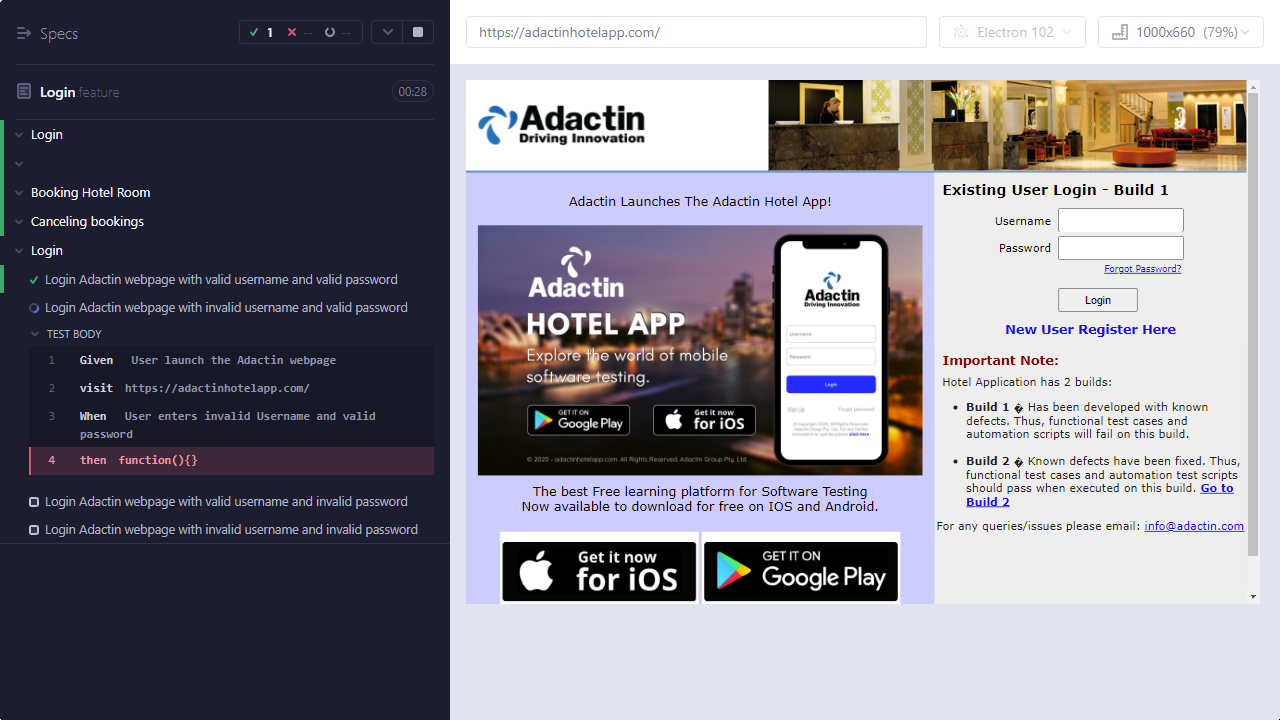 Specs
1
--
--
Login.feature
00:28
Login
Booking Hotel Room
Canceling bookings
Login
Login Adactin webpage with valid username and valid password
Login Adactin webpage with invalid username and valid password
TEST BODY
1 Given User launch the Adactin webpage
2 visit https://adactinhotelapp.com/
3 When User enters invalid Username and valid
password
4 then function(){}
Login Adactin webpage with valid username and invalid password
Login Adactin webpage with invalid username and invalid password
https://adactinhotelapp.com/
Electron 102
1000x660 (79%)
Adactin
Driving Innovation
Adactin Launches The Adactin Hotel App!
Adactin
Driving Innovation
HOTEL APP
Explore the world of mobile
software testing.
GET IT ON
Google Play
Get it now
for iOS
© 2020 - adactinhotelapp.com. All Rights Reserved. Adactin Group Pty. Ltd.
Adactin
Driving Innovation
Username
Password
Login
Sign Up
Forgot password?
The best Free learning platform for Software Testing
Now available to download for free on IOS and Android.
Get it now
for iOS
GET IT ON
Google Play
Existing User Login - Build 1
Username
Password
Forgot Password?
Login
New User Register Here
Important Note:
Hotel Application has 2 builds:
• Build 1 � Has been developed with known
defects. Thus, functional test cases and
automation scripts will fail on this build.
• Build 2 � Known defects have been fixed. Thus,
functional test cases and automation test scripts
should pass when executed on this build. Go to
Build 2
For any queries/issues please email: info@adactin.com